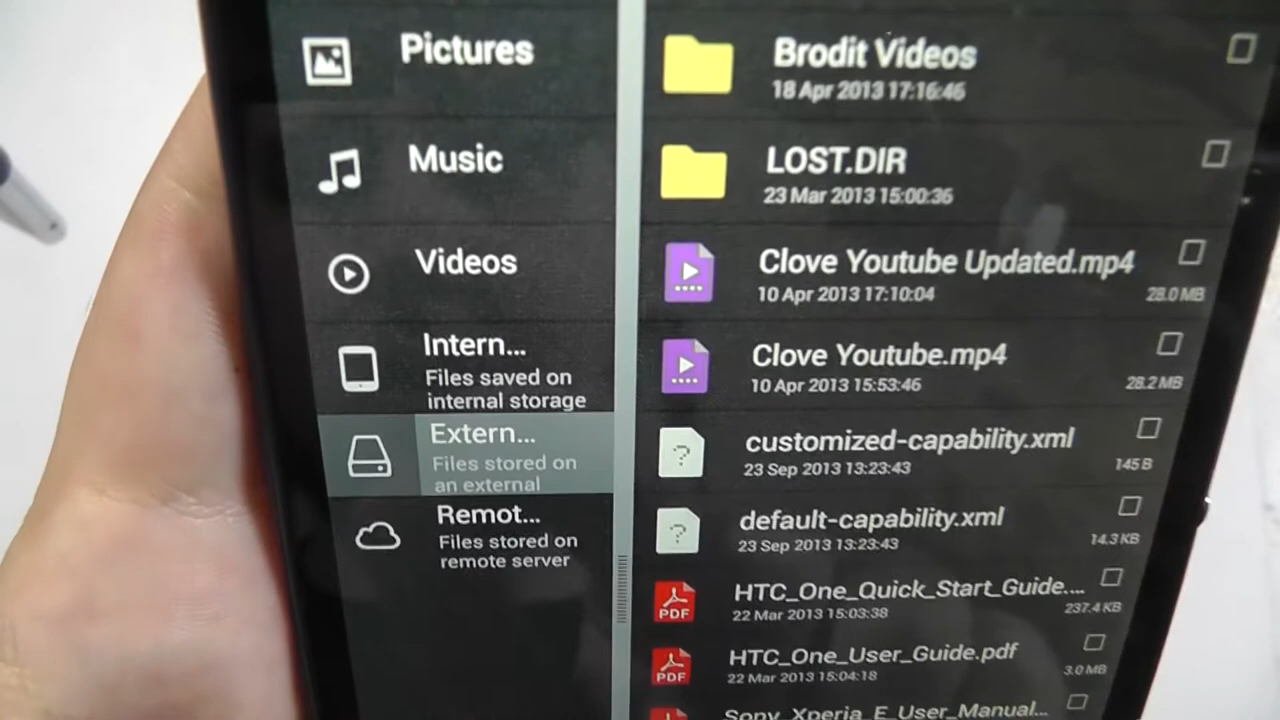 Pictures
Music
Videos
Intern...
Files saved on
internal storage
Extern...
Files stored on
an external
Remot...
Files stored on
remote server
Brodit Videos
18 Apr 2013 17:16:46
LOST.DIR
23 Mar 2013 15:00:36
Clove Youtube Updated.mp4
10 Apr 2013 17:10:04
28.0 MB
Clove Youtube.mp4
10 Apr 2013 15:53:46
28.2 MB
customized-capability.xml
23 Sep 2013 13:23:43
145 B
default-capability.xml
23 Sep 2013 13:23:43
14.3 KB
PDF
HTC_One_Quick_Start_Guide....
22 Mar 2013 15:03:38
237.4 KB
PDF
HTC_One_User_Guide.pdf
22 Mar 2013 15:04:18
3.0 MB
Sony_Xperia_E_User_Manual...